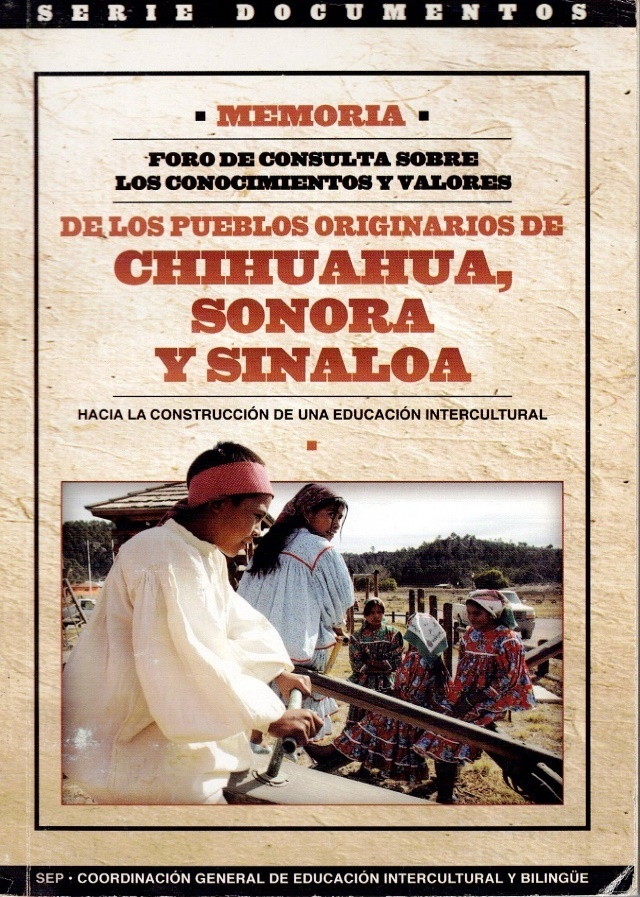 SERIE DOCUMENTOS
▪ MEMORIA ▪
FORO DE CONSULTA SOBRE
LOS CONOCIMIENTOS Y VALORES
DE LOS PUEBLOS ORIGINARIOS DE
CHIHUAHUA,
SONORA
Y SINALOA
HACIA LA CONSTRUCCIÓN DE UNA EDUCACIÓN INTERCULTURAL
SEP · COORDINACIÓN GENERAL DE EDUCACIÓN INTERCULTURAL Y BILINGÜE